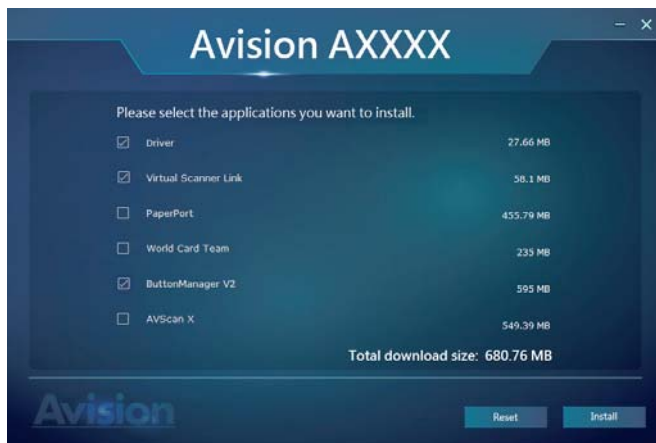 Avision AXXXX
Please select the applications you want to install.
Driver 27.66 MB
Virtual Scanner Link 58.1 MB
PaperPort 455.79 MB
World Card Team 235 MB
ButtonManager V2 595 MB
AVScan X 549.39 MB
Total download size: 680.76 MB
Avision Reset Install